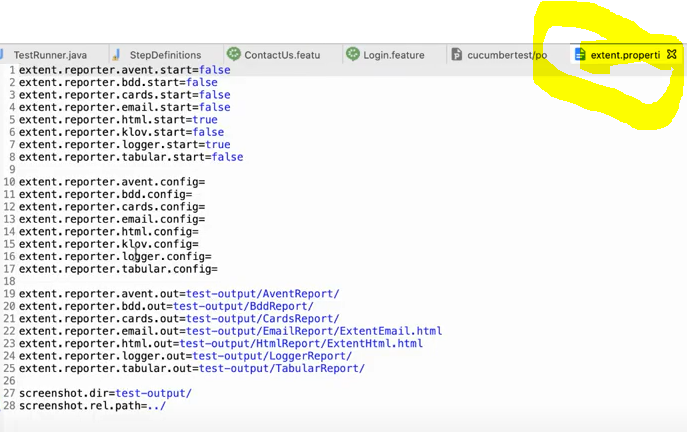 TestRunner.java StepDefinitions ContactUs.featu Login.feature cucumbertest/po extent.properti
1 extent.reporter.avent.start=false
2 extent.reporter.bdd.start=false
3 extent.reporter.cards.start=false
4 extent.reporter.email.start=false
5 extent.reporter.html.start=true
6 extent.reporter.klov.start=false
7 extent.reporter.logger.start=true
8 extent.reporter.tabular.start=false
9
10 extent.reporter.avent.config=
11 extent.reporter.bdd.config=
12 extent.reporter.cards.config=
13 extent.reporter.email.config=
14 extent.reporter.html.config=
15 extent.reporter.klov.config=
16 extent.reporter.logger.config=
17 extent.reporter.tabular.config=
18
19 extent.reporter.avent.out=test-output/AventReport/
20 extent.reporter.bdd.out=test-output/BddReport/
21 extent.reporter.cards.out=test-output/CardsReport/
22 extent.reporter.email.out=test-output/EmailReport/ExtentEmail.html
23 extent.reporter.html.out=test-output/HtmlReport/ExtentHtml.html
24 extent.reporter.logger.out=test-output/LoggerReport/
25 extent.reporter.tabular.out=test-output/TabularReport/
26
27 screenshot.dir=test-output/
28 screenshot.rel.path=../